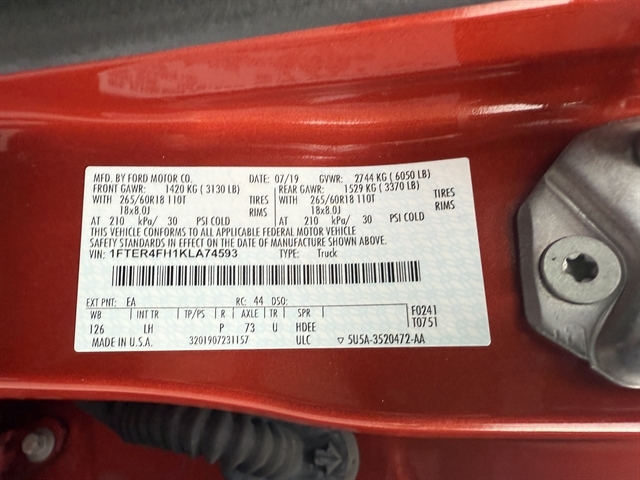 MFD. BY FORD MOTOR CO. DATE: 07/19 GVWR: 2744 KG ( 6050 LB)
FRONT GAWR: 1420 KG ( 3130 LB) REAR GAWR: 1529 KG ( 3370 LB)
WITH 265/60R18 110T TIRES WITH 265/60R18 110T TIRES
18x8.0J RIMS 18x8.0J RIMS
AT 210 kPa/ 30 PSI COLD AT 210 kPa/ 30 PSI COLD
THIS VEHICLE CONFORMS TO ALL APPLICABLE FEDERAL MOTOR VEHICLE
SAFETY STANDARDS IN EFFECT ON THE DATE OF MANUFACTURE SHOWN ABOVE.
VIN: 1FTER4FH1KLA74593 TYPE: Truck
EXT PNT: EA RC: 44 DSO: F0241
WB INT TR TP/PS R AXLE TR SPR T0751
126 LH P 73 U HDEE
MADE IN U.S.A. 3201907231157 ULC ▽ 5U5A-3520472-AA